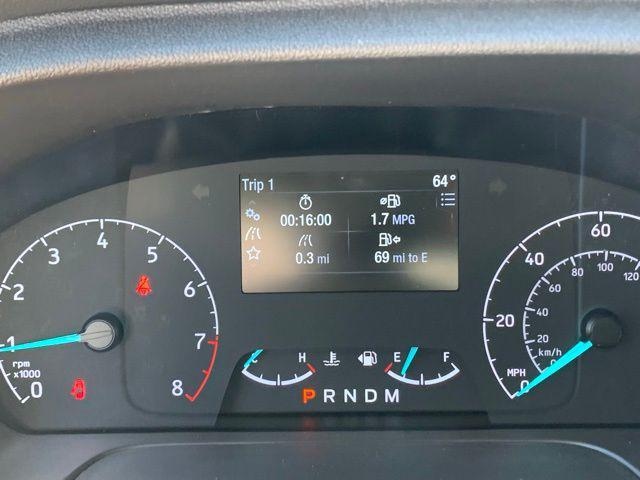 Trip 1 64°
00:16:00 1.7 MPG
0.3 mi 69 mi to E
0 1 2 3 4 5 6 7 8
rpm
x1000
C H E F
P R N D M
0 20 40 60
0 20 40 60 80 100 120
km/h
MPH